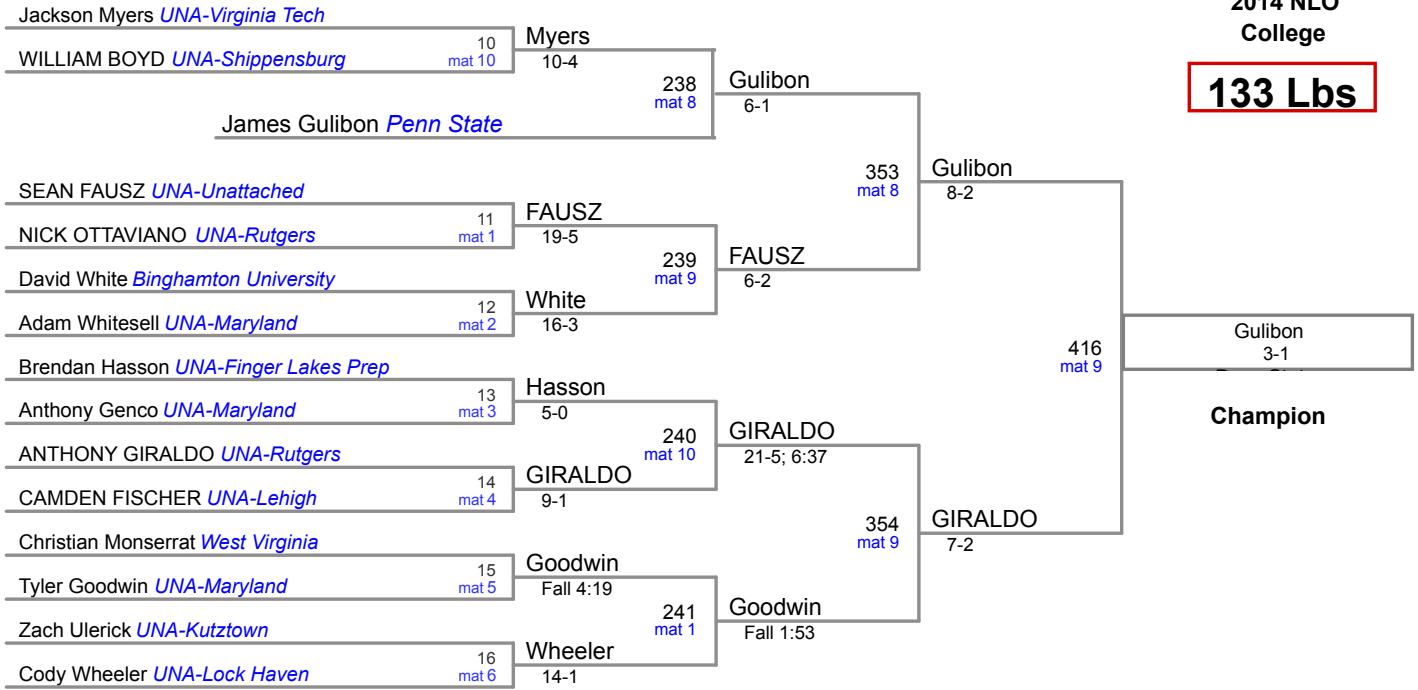 2014 NLO
College
133 Lbs
Jackson Myers UNA-Virginia Tech
WILLIAM BOYD UNA-Shippensburg
10
mat 10
Myers
10-4
James Gulibon Penn State
238
mat 8
Gulibon
6-1
SEAN FAUSZ UNA-Unattached
NICK OTTAVIANO UNA-Rutgers
11
mat 1
FAUSZ
19-5
David White Binghamton University
Adam Whitesell UNA-Maryland
12
mat 2
White
16-3
239
mat 9
FAUSZ
6-2
353
mat 8
Gulibon
8-2
Brendan Hasson UNA-Finger Lakes Prep
Anthony Genco UNA-Maryland
13
mat 3
Hasson
5-0
ANTHONY GIRALDO UNA-Rutgers
CAMDEN FISCHER UNA-Lehigh
14
mat 4
GIRALDO
9-1
240
mat 10
GIRALDO
21-5; 6:37
Christian Monserrat West Virginia
Tyler Goodwin UNA-Maryland
15
mat 5
Goodwin
Fall 4:19
Zach Ulerick UNA-Kutztown
Cody Wheeler UNA-Lock Haven
16
mat 6
Wheeler
14-1
241
mat 1
Goodwin
Fall 1:53
354
mat 9
GIRALDO
7-2
416
mat 9
Gulibon
3-1
Champion